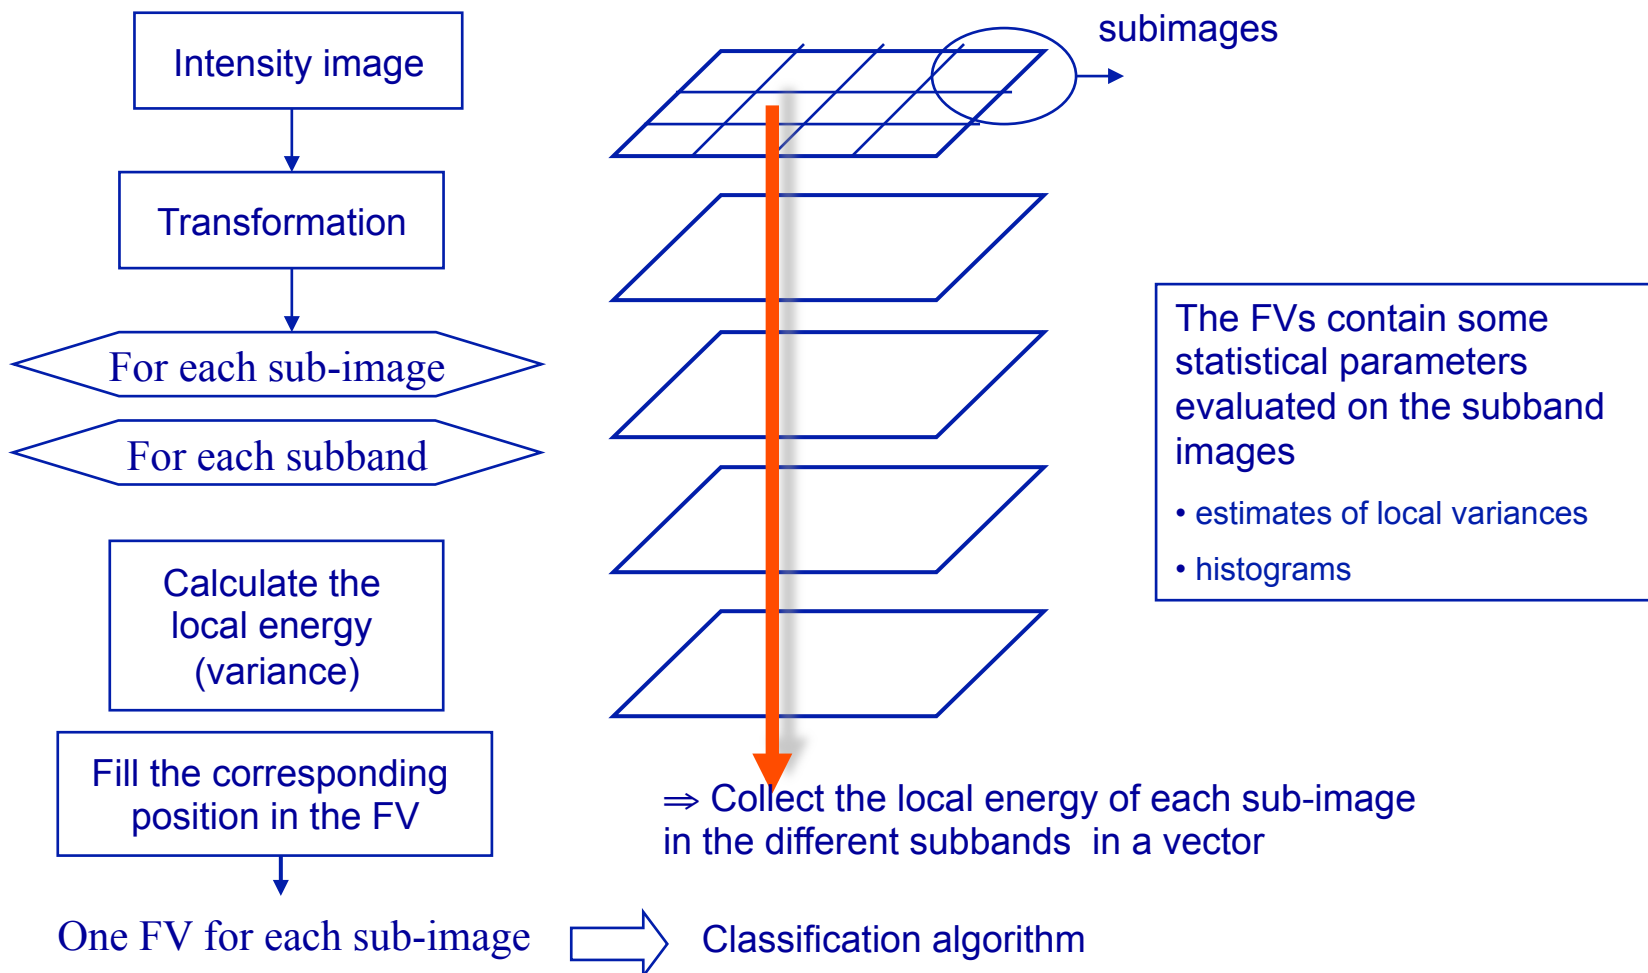 Intensity image
Transformation
For each sub-image
For each subband
Calculate the
local energy
(variance)
Fill the corresponding
position in the FV
One FV for each sub-image
subimages
The FVs contain some
statistical parameters
evaluated on the subband
images
• estimates of local variances
• histograms
⇒ Collect the local energy of each sub-image
in the different subbands in a vector
Classification algorithm